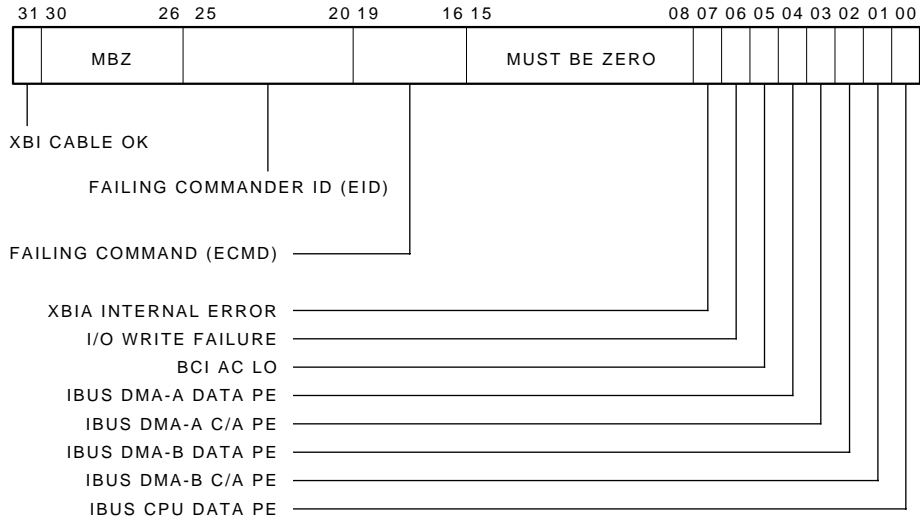 31 30 26 25 20 19 16 15 08 07 06 05 04 03 02 01 00
MBZ MUST BE ZERO
XBI CABLE OK
FAILING COMMANDER ID (EID)
FAILING COMMAND (ECMD)
XBIA INTERNAL ERROR
I/O WRITE FAILURE
BCI AC LO
IBUS DMA-A DATA PE
IBUS DMA-A C/A PE
IBUS DMA-B DATA PE
IBUS DMA-B C/A PE
IBUS CPU DATA PE